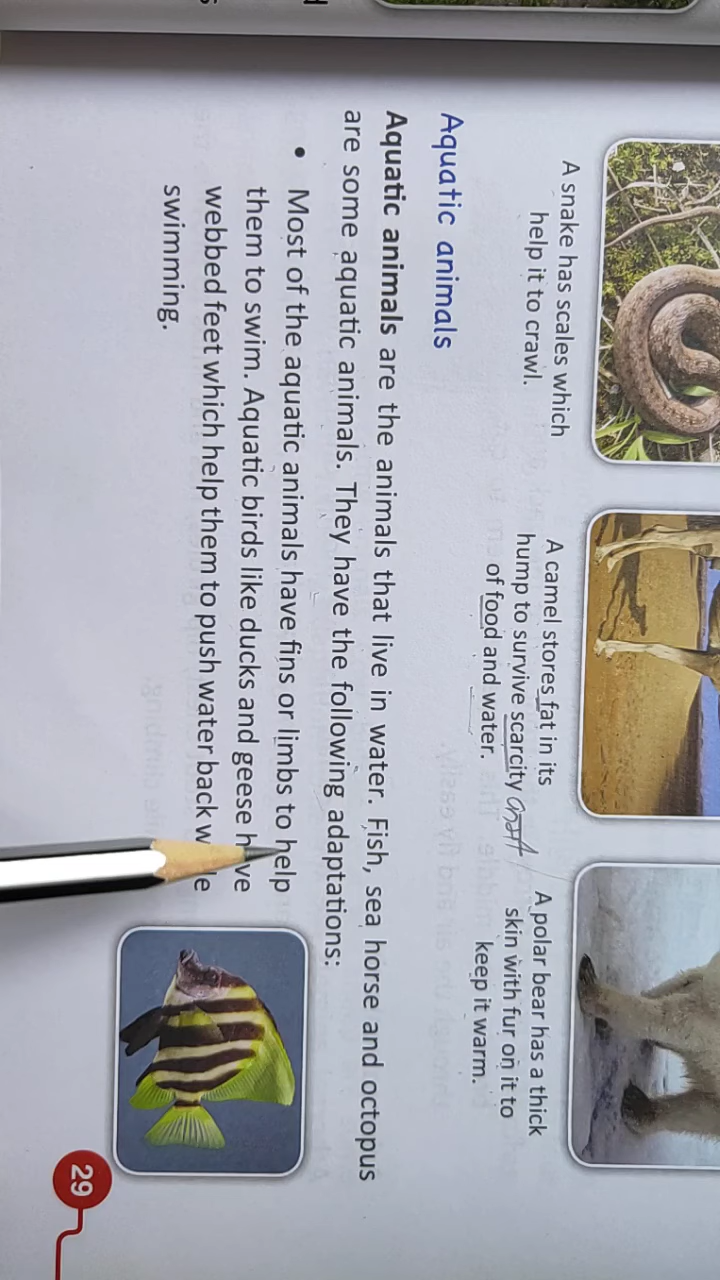 A snake has scales which
help it to crawl.
A camel stores fat in its
hump to survive scarcity
of food and water.
A polar bear has a thick
skin with fur on it to
keep it warm.
Aquatic animals
Aquatic animals are the animals that live in water. Fish, sea horse and octopus
are some aquatic animals. They have the following adaptations:
• Most of the aquatic animals have fins or limbs to help
them to swim. Aquatic birds like ducks and geese have
webbed feet which help them to push water back while
swimming.
29